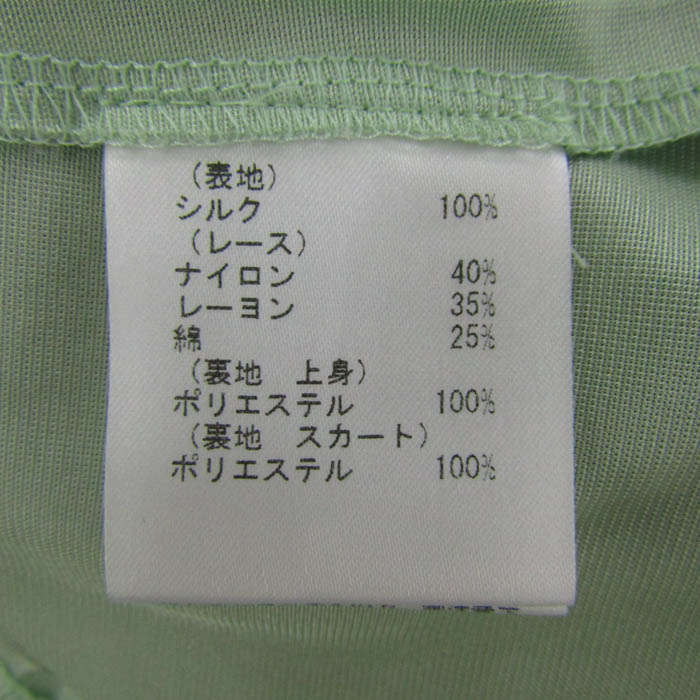 （表地）
シルク 100%
（レース）
ナイロン 40%
レーヨン 35%
綿 25%
（裏地　上身）
ポリエステル 100%
（裏地　スカート）
ポリエステル 100%